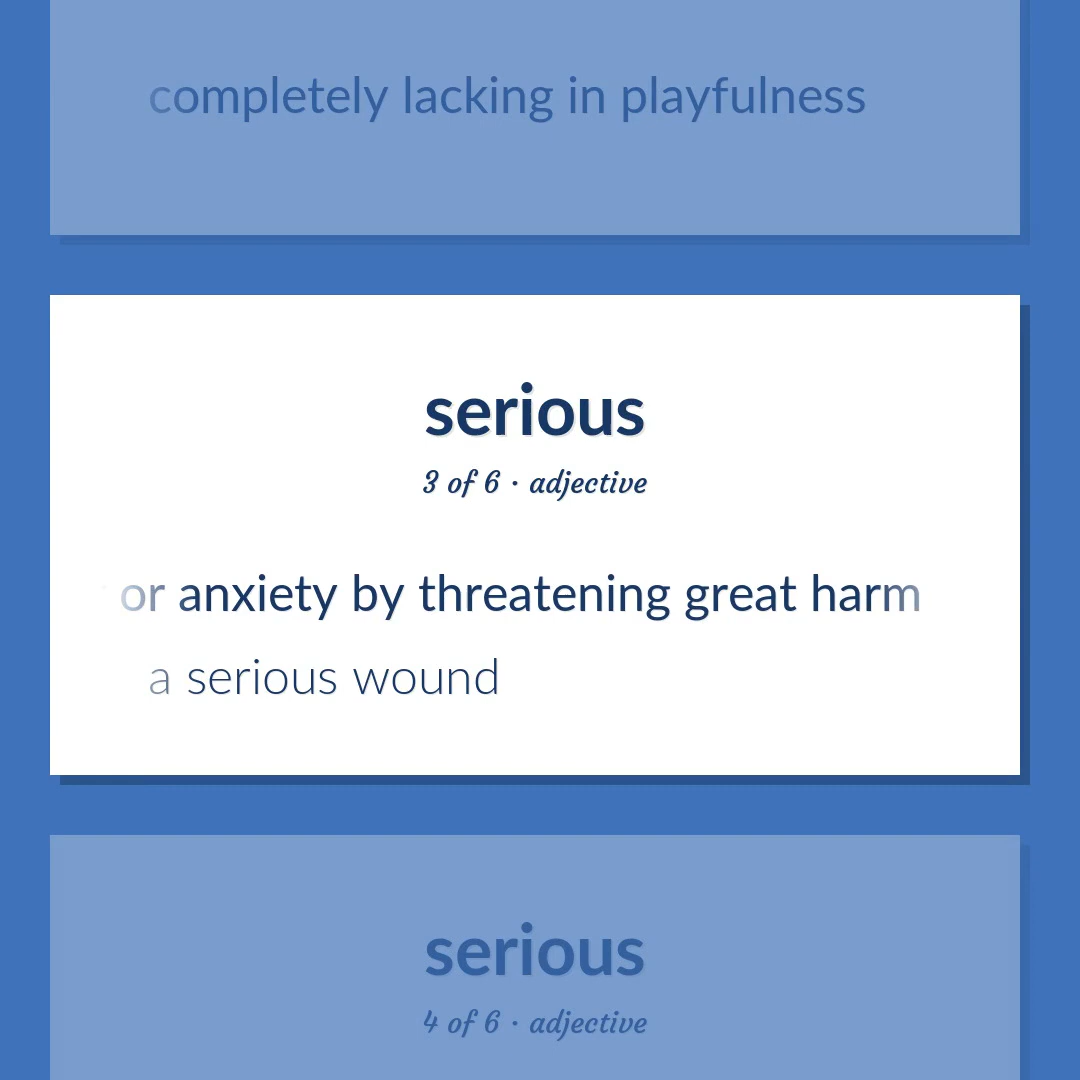 completely lacking in playfulness
serious
3 of 6 · adjective
or anxiety by threatening great harm
a serious wound
serious
4 of 6 · adjective